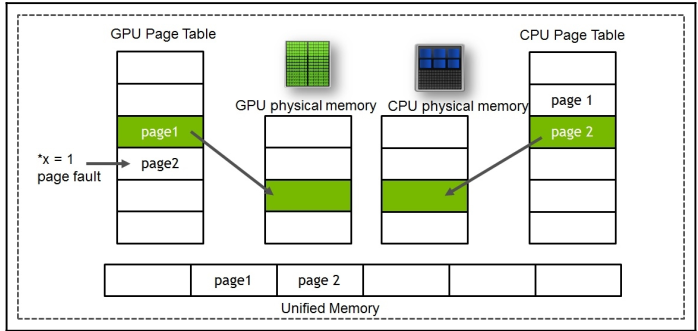 GPU Page Table
CPU Page Table
GPU physical memory
CPU physical memory
page 1
page1
page 2
*x = 1
page fault
page2
page1
page 2
Unified Memory